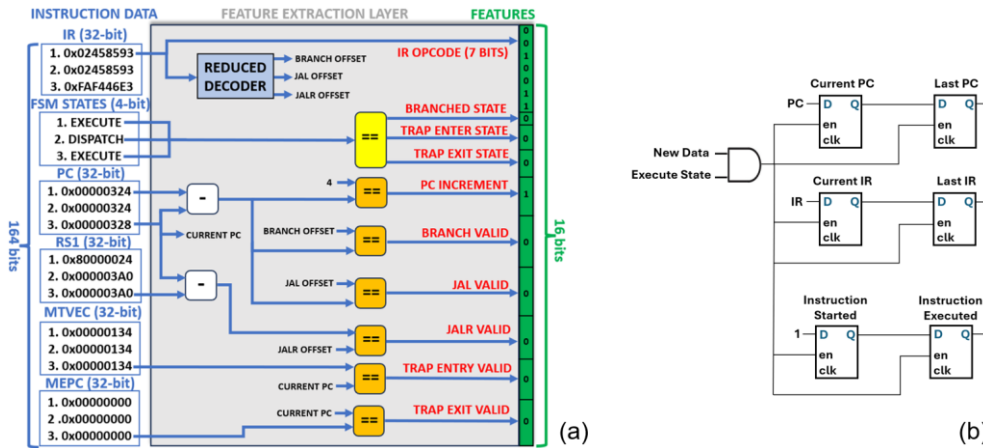 INSTRUCTION DATA
FEATURE EXTRACTION LAYER
FEATURES
IR (32-bit)
1. 0x02458593
2. 0x02458593
3. 0xFAF446E3
REDUCED
DECODER
BRANCH OFFSET
JAL OFFSET
JALR OFFSET
IR OPCODE (7 BITS)
0
0
1
0
0
1
1
FSM STATES (4-bit)
1. EXECUTE
2. DISPATCH
3. EXECUTE
==
BRANCHED STATE
0
TRAP ENTER STATE
0
TRAP EXIT STATE
0
PC (32-bit)
1. 0x00000324
2. 0x00000324
3. 0x00000328
-
4
==
PC INCREMENT
1
CURRENT PC
BRANCH OFFSET
==
BRANCH VALID
0
RS1 (32-bit)
1. 0x80000024
2. 0x000003A0
3. 0x000003A0
-
JAL OFFSET
==
JAL VALID
0
MTVEC (32-bit)
1. 0x00000134
2. 0x00000134
3. 0x00000134
JALR OFFSET
==
JALR VALID
0
CURRENT PC
==
TRAP ENTRY VALID
0
MEPC (32-bit)
1. 0x00000000
2 .0x00000000
3. 0x00000000
CURRENT PC
==
TRAP EXIT VALID
0
164 bits
16 bits
(a)
Current PC
Last PC
PC
D Q
en
clk
D Q
en
clk
New Data
Execute State
Current IR
Last IR
IR
D Q
en
clk
D Q
en
clk
Instruction
Started
Instruction
Executed
1
D Q
en
clk
D Q
en
clk
(b)